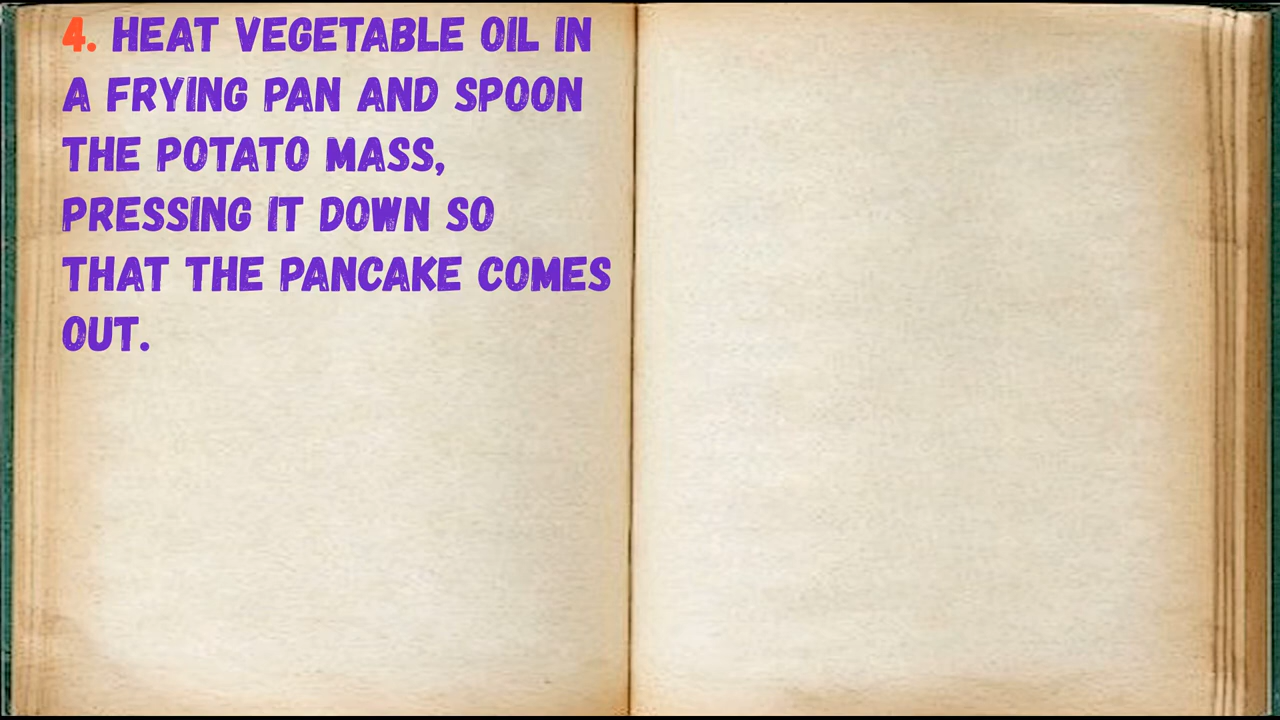 4. HEAT VEGETABLE OIL IN
A FRYING PAN AND SPOON
THE POTATO MASS,
PRESSING IT DOWN SO
THAT THE PANCAKE COMES
OUT.